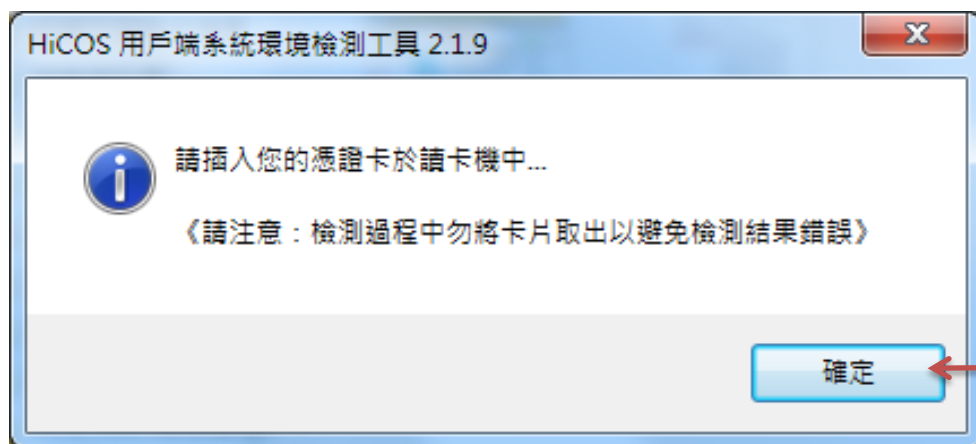 HiCOS 用戶端系統環境檢測工具 2.1.9
請插入您的憑證卡於讀卡機中...
《請注意：檢測過程中勿將卡片取出以避免檢測結果錯誤》
確定